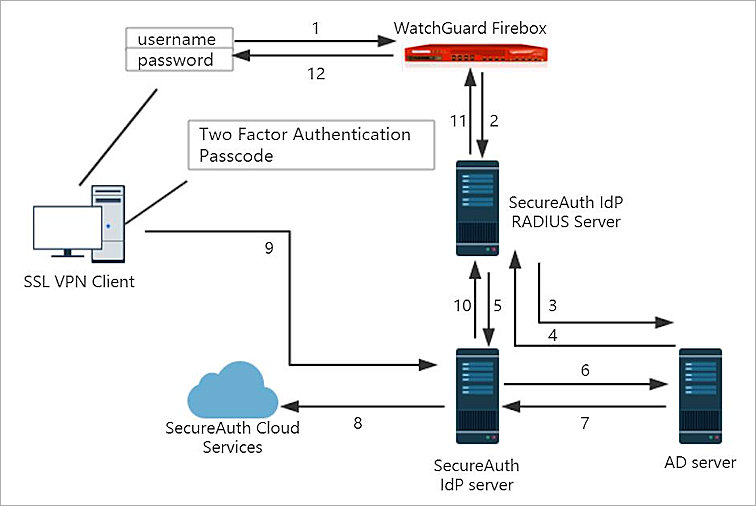 1
WatchGuard Firebox
username
password
12
11
2
Two Factor Authentication
Passcode
SecureAuth IdP
RADIUS Server
SSL VPN Client
9
10
5
3
4
6
7
8
SecureAuth Cloud
Services
SecureAuth
IdP server
AD server